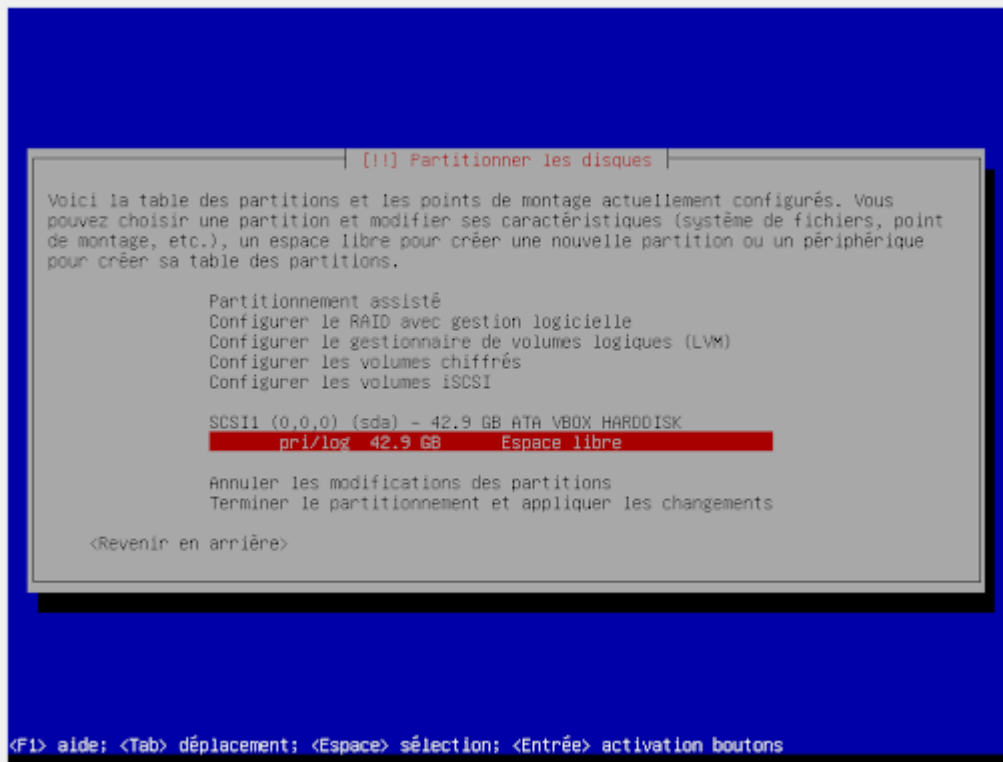 [!!] Partitionner les disques
Voici la table des partitions et les points de montage actuellement configurés. Vous
pouvez choisir une partition et modifier ses caractéristiques (système de fichiers, point
de montage, etc.), un espace libre pour créer une nouvelle partition ou un périphérique
pour créer sa table des partitions.
Partitionnement assisté
Configurer le RAID avec gestion logicielle
Configurer le gestionnaire de volumes logiques (LVM)
Configurer les volumes chiffrés
Configurer les volumes iSCSI
SCSI1 (0,0,0) (sda) - 42.9 GB ATA VBOX HARDDISK
pri/log 42.9 GB Espace libre
Annuler les modifications des partitions
Terminer le partitionnement et appliquer les changements
<Revenir en arrière>
<F1> aide; <Tab> déplacement; <Espace> sélection; <Entrée> activation boutons